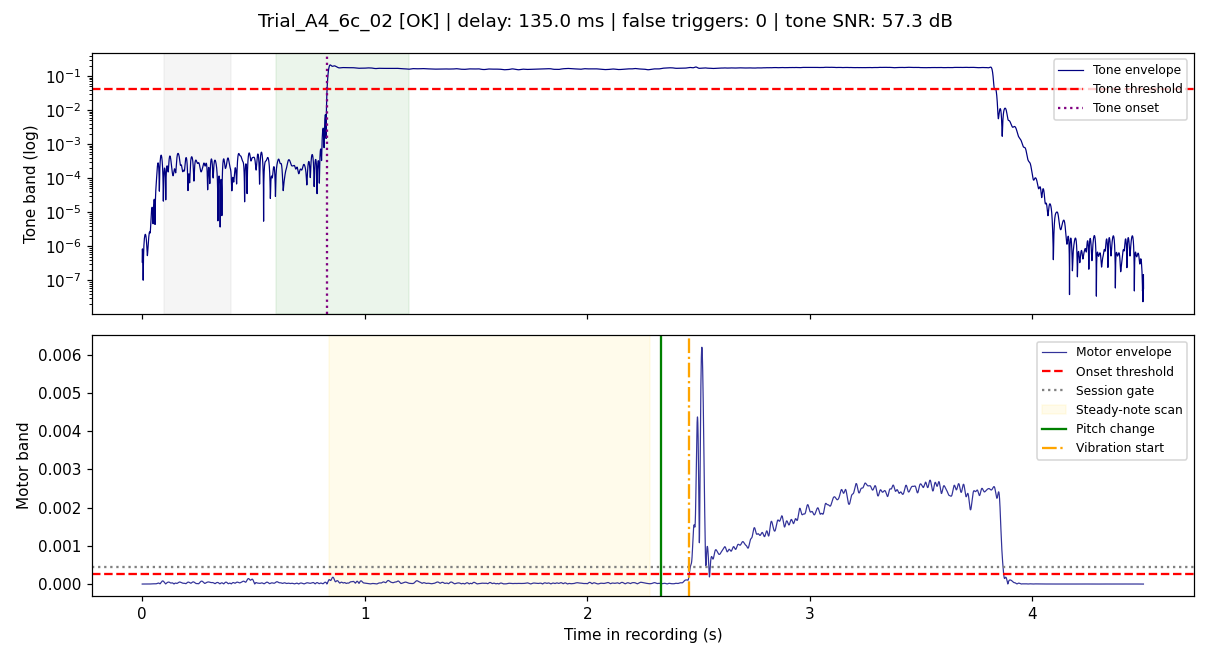 Trial_A4_6c_02 [OK] | delay: 135.0 ms | false triggers: 0 | tone SNR: 57.3 dB
Tone band (log)
10⁻¹
10⁻²
10⁻³
10⁻⁴
10⁻⁵
10⁻⁶
10⁻⁷
Tone envelope
Tone threshold
Tone onset
Motor band
0.006
0.005
0.004
0.003
0.002
0.001
0.000
Motor envelope
Onset threshold
Session gate
Steady-note scan
Pitch change
Vibration start
0 1 2 3 4
Time in recording (s)